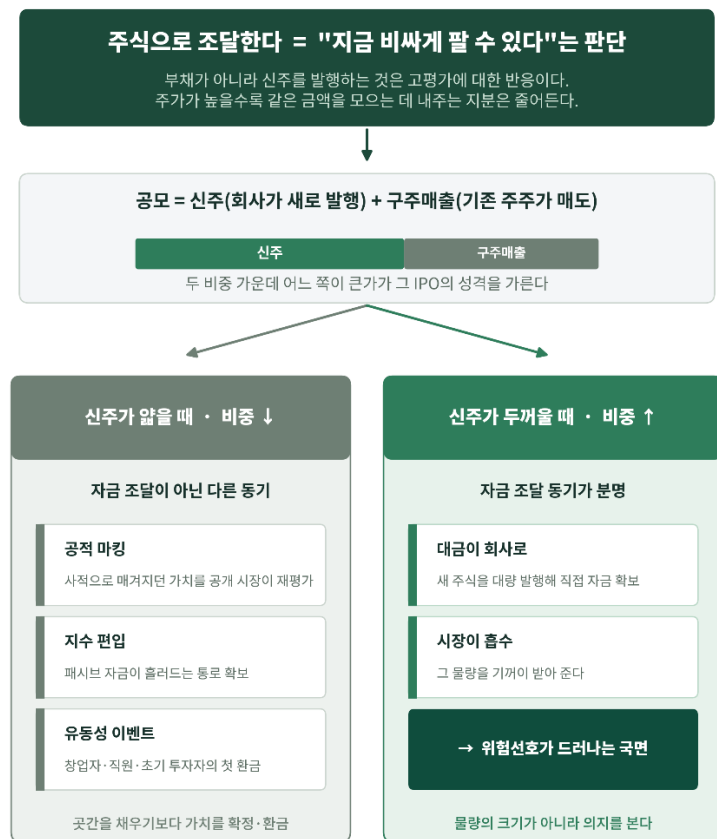 주식으로 조달한다 = "지금 비싸게 팔 수 있다"는 판단
부채가 아니라 신주를 발행하는 것은 고평가에 대한 반응이다.
주가가 높을수록 같은 금액을 모으는 데 내주는 지분은 줄어든다.
공모 = 신주(회사가 새로 발행) + 구주매출(기존 주주가 매도)
신주
구주매출
두 비중 가운데 어느 쪽이 큰가가 그 IPO의 성격을 가른다
신주가 얇을 때 · 비중 ↓
자금 조달이 아닌 다른 동기
공적 마킹
사적으로 매겨지던 가치를 공개 시장이 재평가
지수 편입
패시브 자금이 흘러드는 통로 확보
유동성 이벤트
창업자·직원·초기 투자자의 첫 환금
곳간을 채우기보다 가치를 확정·환금
신주가 두꺼울 때 · 비중 ↑
자금 조달 동기가 분명
대금이 회사로
새 주식을 대량 발행해 직접 자금 확보
시장이 흡수
그 물량을 기꺼이 받아 준다
→ 위험선호가 드러나는 국면
물량의 크기가 아니라 의지를 본다